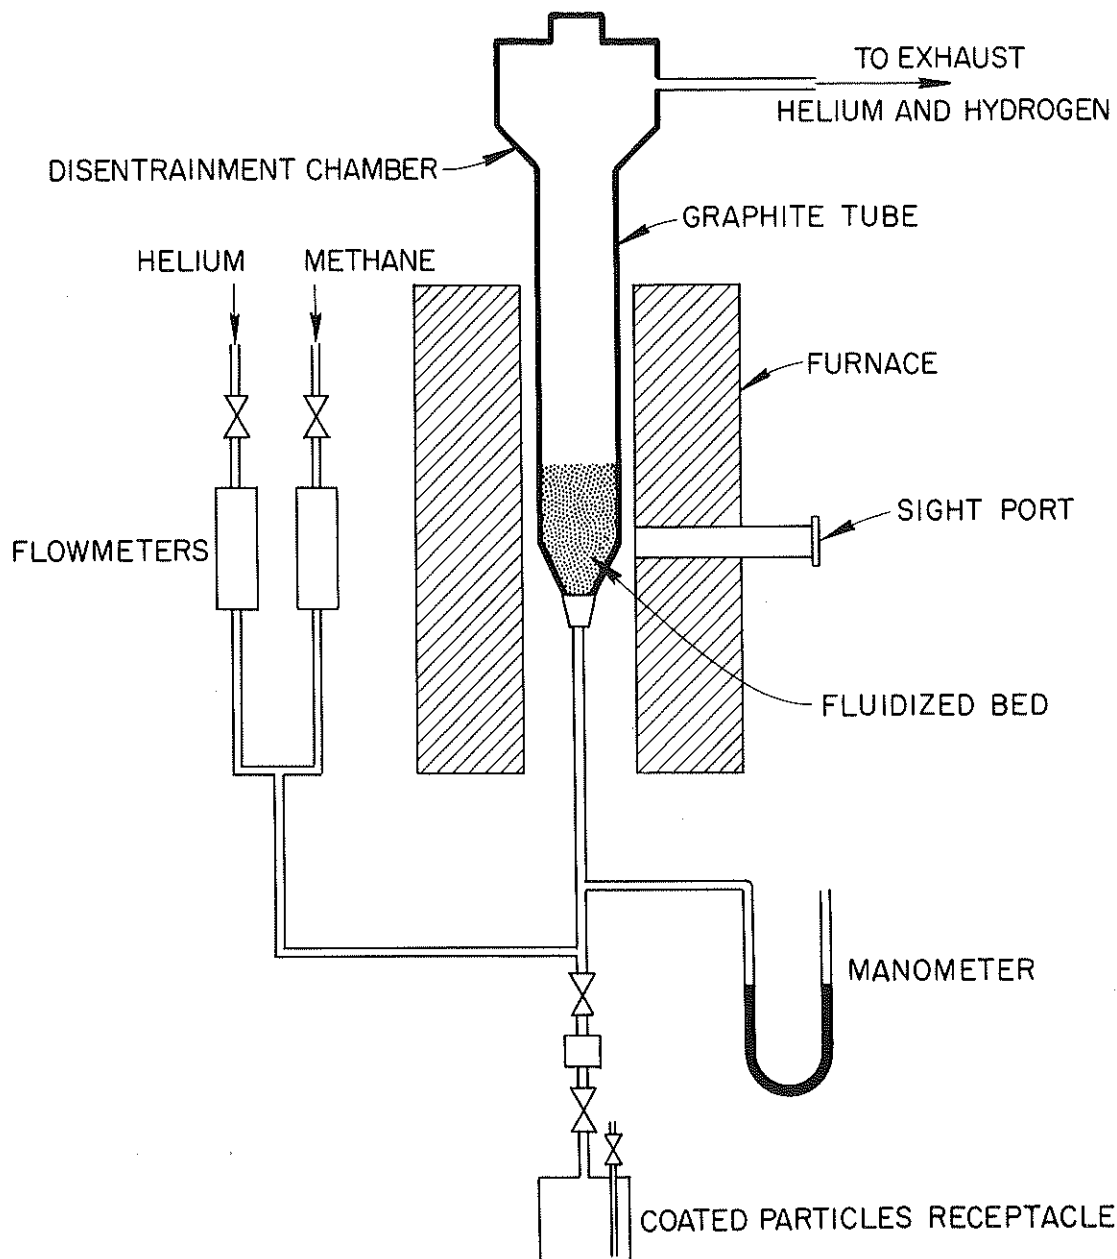 TO EXHAUST
HELIUM AND HYDROGEN
DISENTRAINMENT CHAMBER
GRAPHITE TUBE
HELIUM
METHANE
FURNACE
SIGHT PORT
FLOWMETERS
FLUIDIZED BED
MANOMETER
COATED PARTICLES RECEPTACLE